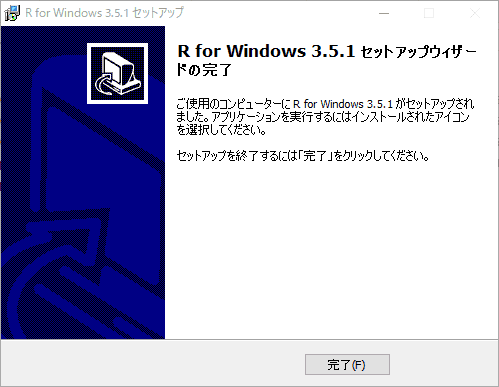 R for Windows 3.5.1 セットアップ
R for Windows 3.5.1 セットアップウィザー
ドの完了
ご使用のコンピューターに R for Windows 3.5.1 がセットアップされ
ました。アプリケーションを実行するにはインストールされたアイコン
を選択してください。
セットアップを終了するには「完了」をクリックしてください。
完了(F)